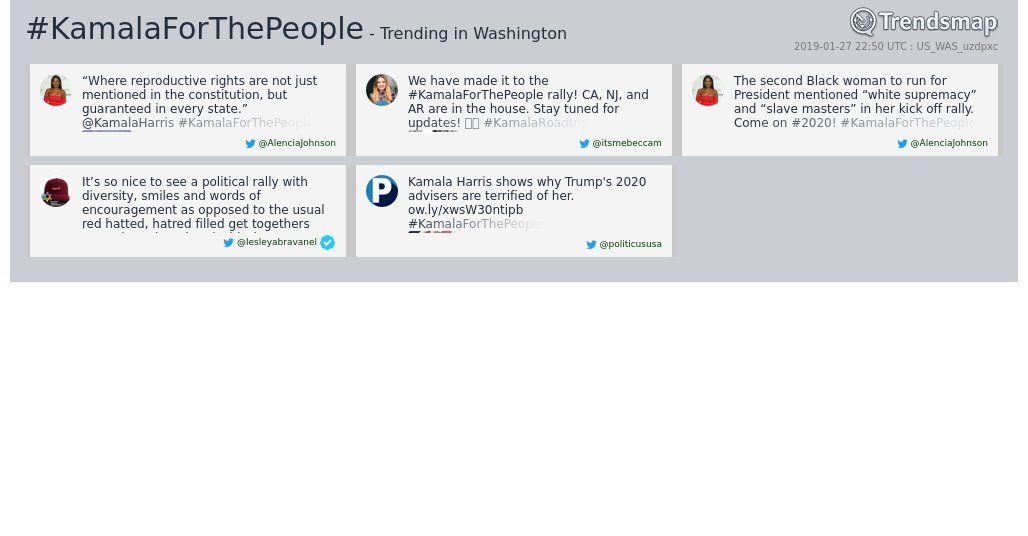 #KamalaForThePeople - Trending in Washington
Trendsmap
2019-01-27 22:50 UTC : US_WAS_uzdpxc
“Where reproductive rights are not just
mentioned in the constitution, but
guaranteed in every state.”
@KamalaHarris #KamalaForThePeople
@AlenciaJohnson
We have made it to the
#KamalaForThePeople rally! CA, NJ, and
AR are in the house. Stay tuned for
updates! #KamalaRoadtrip
@itsmebeccam
The second Black woman to run for
President mentioned “white supremacy”
and “slave masters” in her kick off rally.
Come on #2020! #KamalaForThePeople
@AlenciaJohnson
It’s so nice to see a political rally with
diversity, smiles and words of
encouragement as opposed to the usual
red hatted, hatred filled get togethers
@lesleyabravanel
Kamala Harris shows why Trump's 2020
advisers are terrified of her.
ow.ly/xwsW30ntipb
#KamalaForThePeople
@politicususa